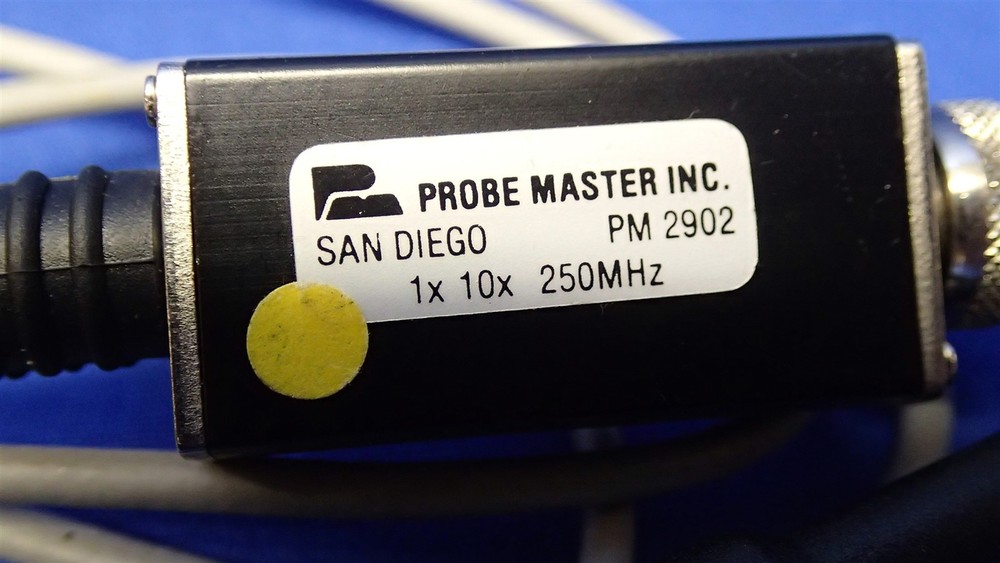 PROBE MASTER INC.
SAN DIEGO PM 2902
1x 10x 250MHz